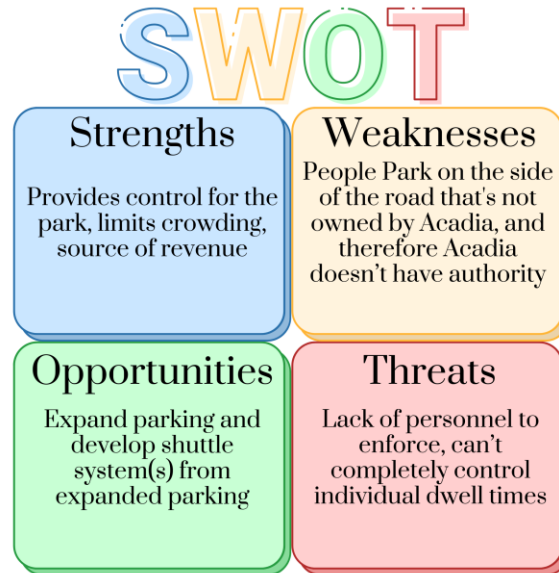 SWOT
Strengths
Provides control for the
park, limits crowding,
source of revenue
Weaknesses
People Park on the side
of the road that's not
owned by Acadia, and
therefore Acadia
doesn’t have authority
Opportunities
Expand parking and
develop shuttle
system(s) from
expanded parking
Threats
Lack of personnel to
enforce, can’t
completely control
individual dwell times